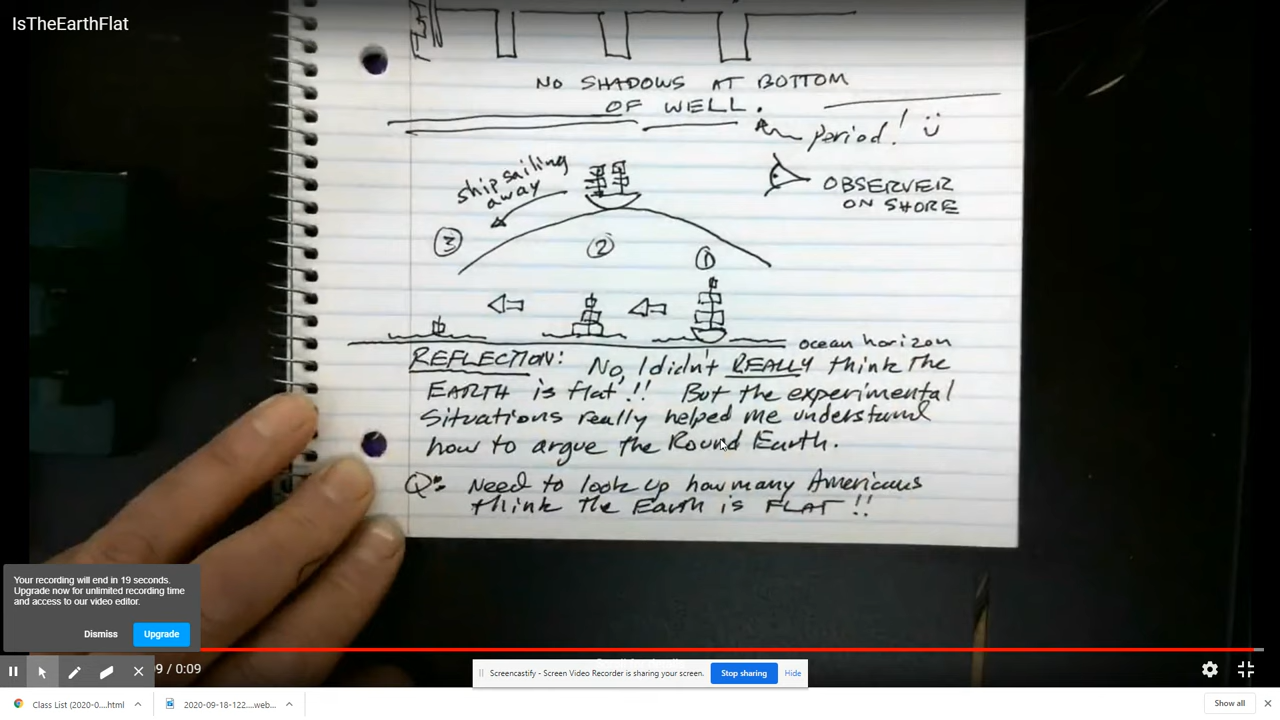 IsTheEarthFlat
NO SHADOWS AT BOTTOM
OF WELL.
period!
ship sailing
away
OBSERVER
ON SHORE
3
2
1
ocean horizon
REFLECTION: No, I didn't REALLY think the
EARTH is flat!! But the experimental
Situations really helped me understand
how to argue the Round Earth.
Q: Need to look up how many Americans
think the Earth is FLAT!!
Your recording will end in 19 seconds.
Upgrade now for unlimited recording time
and access to our video editor.
Dismiss Upgrade
9 / 0:09
Screencastify - Screen Video Recorder is sharing your screen. Stop sharing Hide
Class List (2020-0....html
2020-09-18-122....web...
Show all